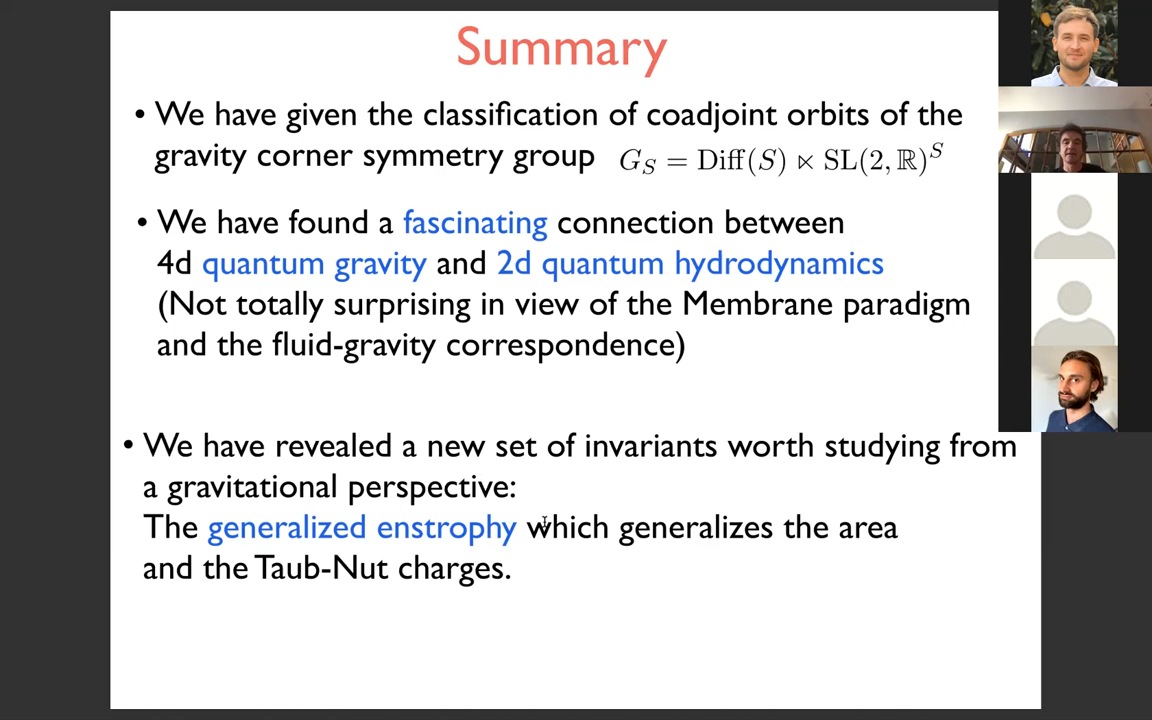 Summary
• We have given the classification of coadjoint orbits of the
gravity corner symmetry group G_S = Diff(S) ⋉ SL(2,ℝ)^S
• We have found a fascinating connection between
4d quantum gravity and 2d quantum hydrodynamics
(Not totally surprising in view of the Membrane paradigm
and the fluid-gravity correspondence)
• We have revealed a new set of invariants worth studying from
a gravitational perspective:
The generalized enstrophy which generalizes the area
and the Taub-Nut charges.